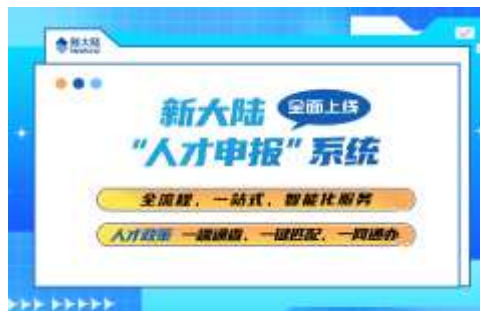 新大陆
新大陆 全面上线
“人才申报”系统
全流程、一站式、智能化服务
人才政策 一端通查、一键匹配、一网通办